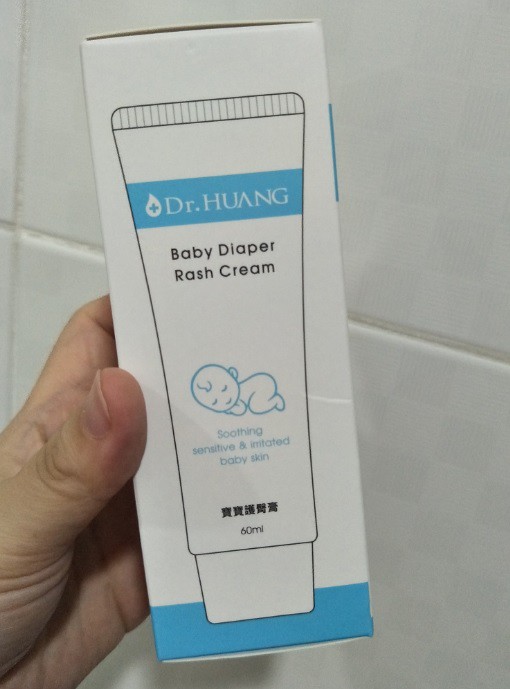 Dr.HUANG
Baby Diaper
Rash Cream
Soothing
sensitive & irritated
baby skin
寶寶護臀膏
60ml